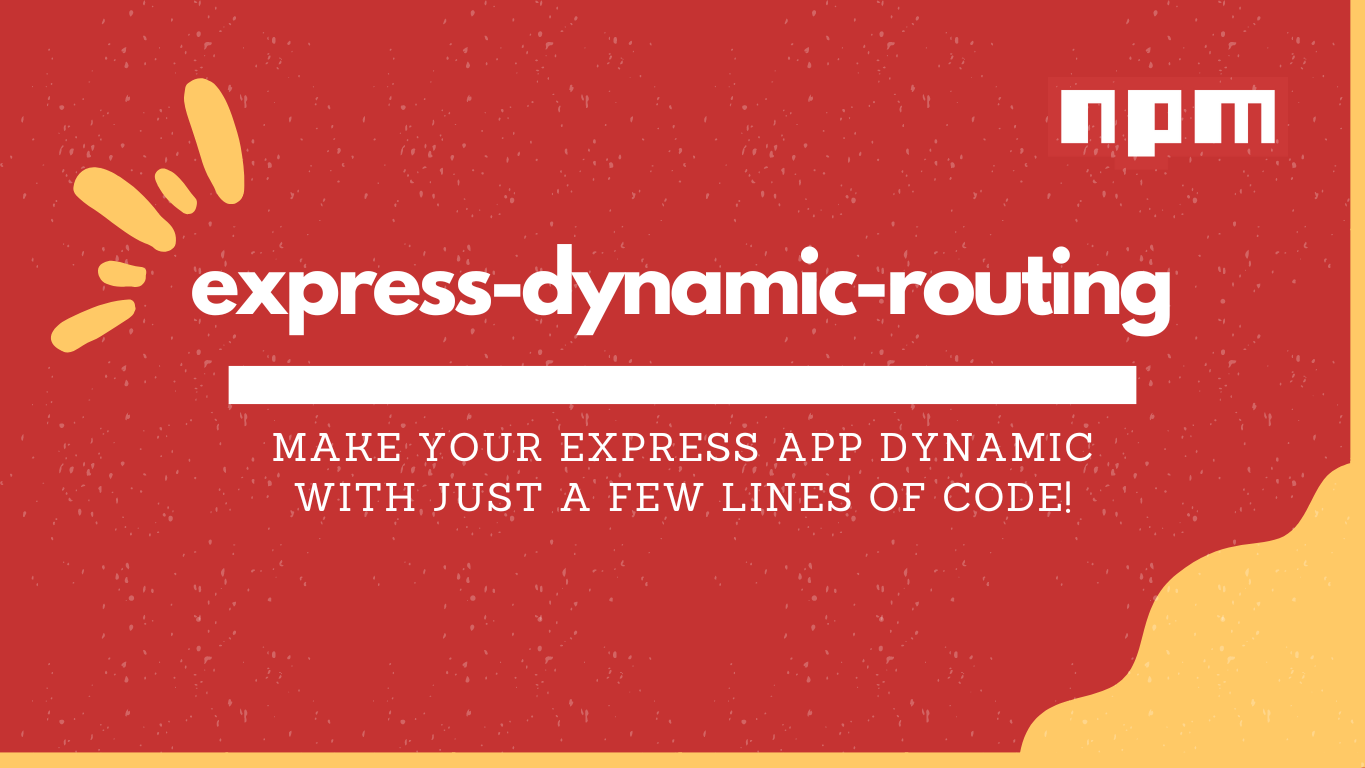 npm
express-dynamic-routing
MAKE YOUR EXPRESS APP DYNAMIC
WITH JUST A FEW LINES OF CODE!